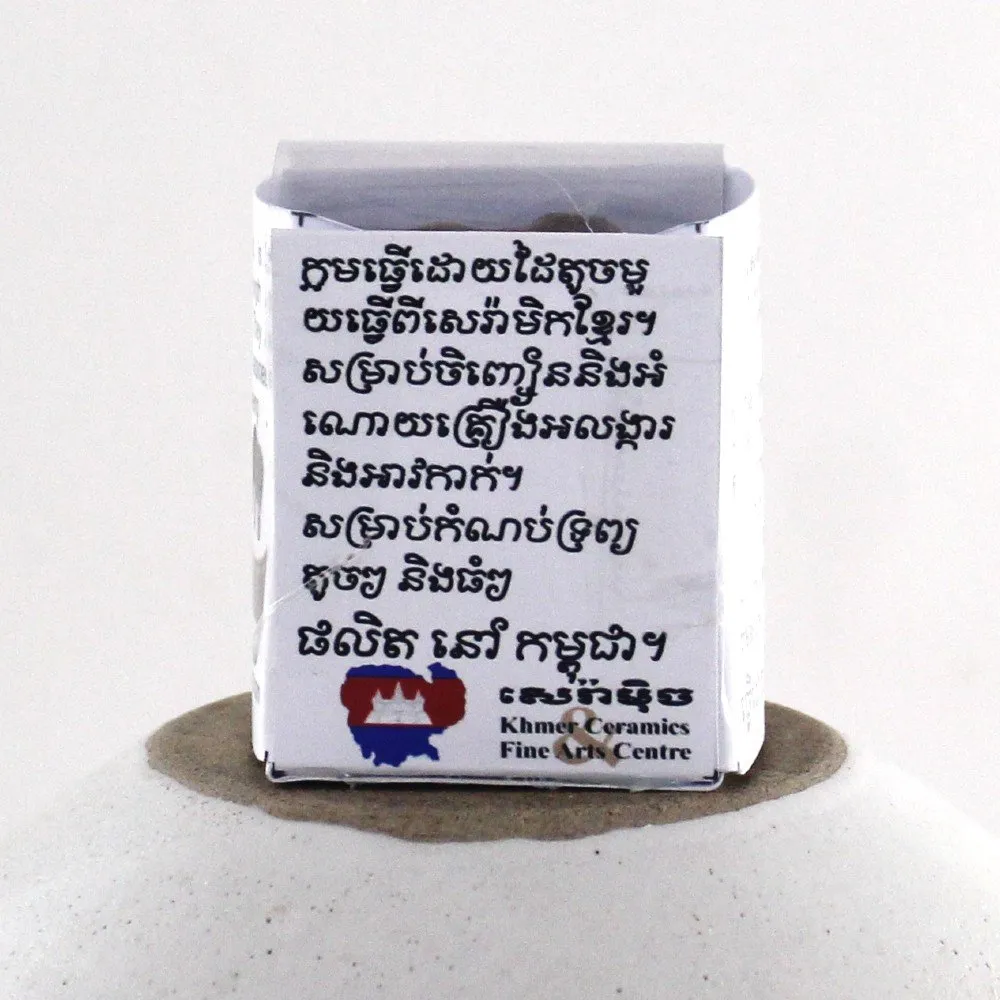 ក្អមធ្វើដោយដៃតូចមួ
យធ្វើពីសេរ៉ាមិកខ្មែរ។
សម្រាប់ចិញ្ចៀននិងអំ
ណោយគ្រឿងអលង្ការ
និងអាវកាក់។
សម្រាប់កំណប់ទ្រព្យ
តូចៗ និងធំៗ
ផលិត នៅ កម្ពុជា។
សេរ៉ាមិច
Khmer Ceramics
& Fine Arts Centre